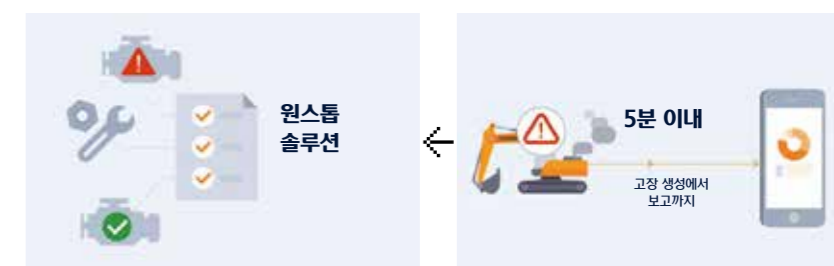 원스톱
솔루션
5분 이내
고장 생성에서
보고까지